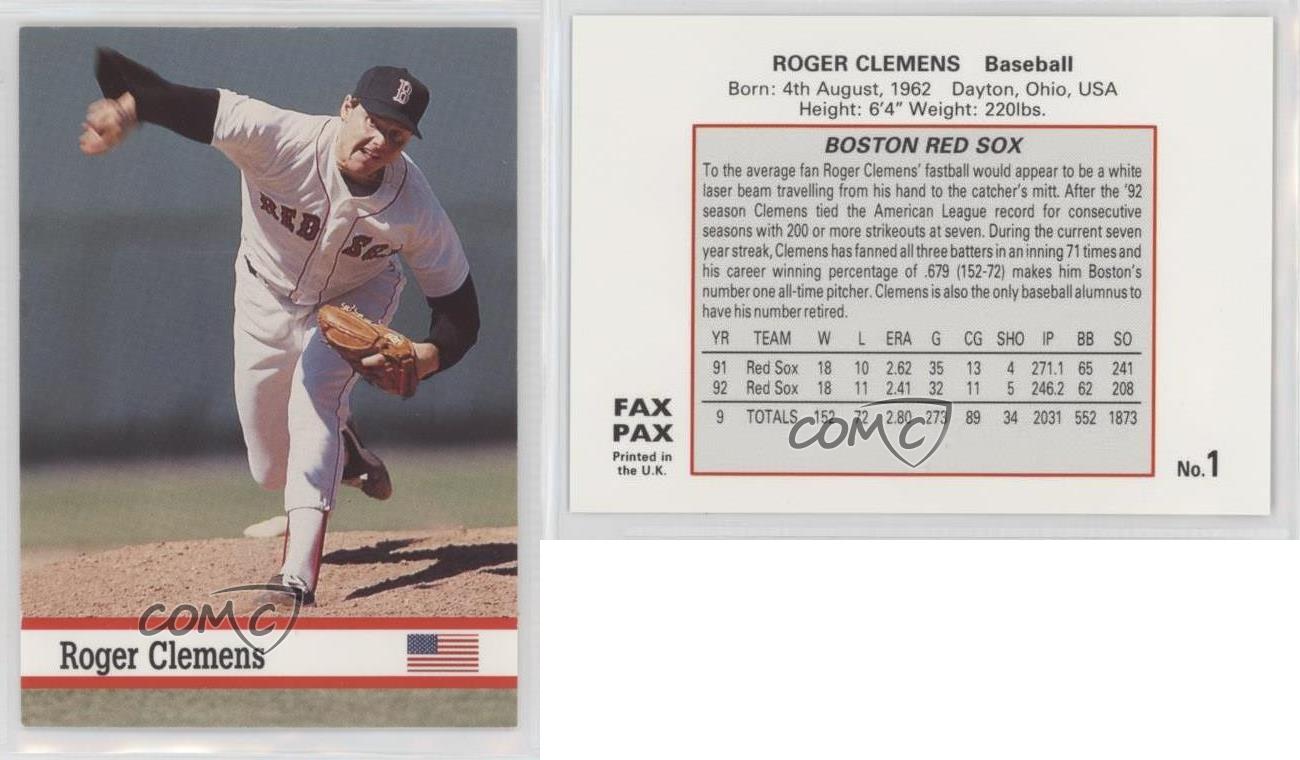 B
RED SOX
COMC
Roger Clemens
ROGER CLEMENS Baseball
Born: 4th August, 1962 Dayton, Ohio, USA
Height: 6'4" Weight: 220lbs.
BOSTON RED SOX
To the average fan Roger Clemens' fastball would appear to be a white
laser beam travelling from his hand to the catcher's mitt. After the '92
season Clemens tied the American League record for consecutive
seasons with 200 or more strikeouts at seven. During the current seven
year streak, Clemens has fanned all three batters in an inning 71 times and
his career winning percentage of .679 (152-72) makes him Boston's
number one all-time pitcher. Clemens is also the only baseball alumnus to
have his number retired.
YR TEAM W L ERA G CG SHO IP BB SO
91 Red Sox 18 10 2.62 35 13 4 271.1 65 241
92 Red Sox 18 11 2.41 32 11 5 246.2 62 208
9 TOTALS 152 72 2.80 273 89 34 2031 552 1873
COMC
FAX
PAX
Printed in
the U.K.
No.1